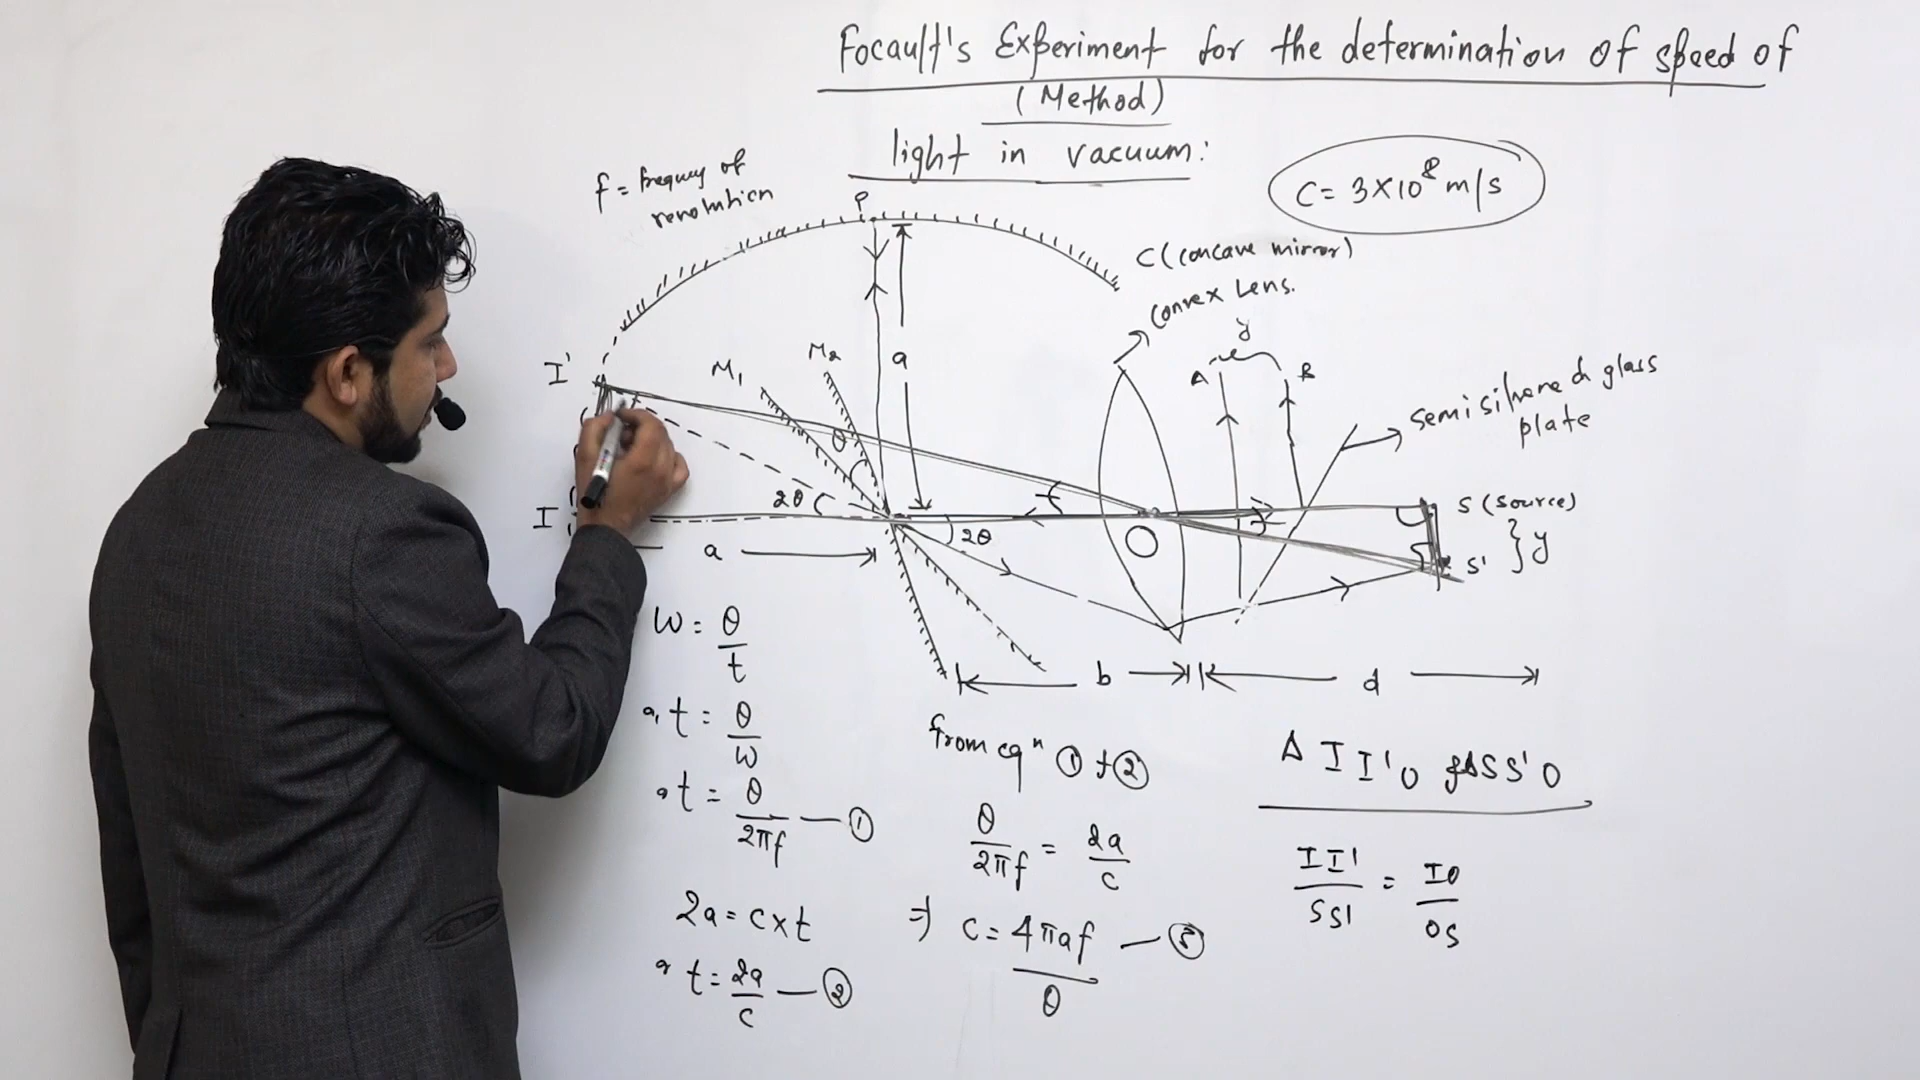 Focault's Experiment for the determination of speed of
(Method)
light in vacuum:
C = 3×10⁸ m/s
f = frequency of
revolution
P
C (concave mirror)
Convex Lens.
y
A
B
semi silvered glass
plate
I'
M1
M2
a
θ
I
2θ
2θ
O
S (source)
S'
} y
a
b
d
W = θ/t
t = θ/W
t = θ/2πf — ①
2a = c×t
t = 2a/c — ②
from eqⁿ ① + ②
θ/2πf = 2a/c
⇒ c = 4πaf/θ — ③
Δ II'O & ΔSS'O
II'/SS' = IO/OS